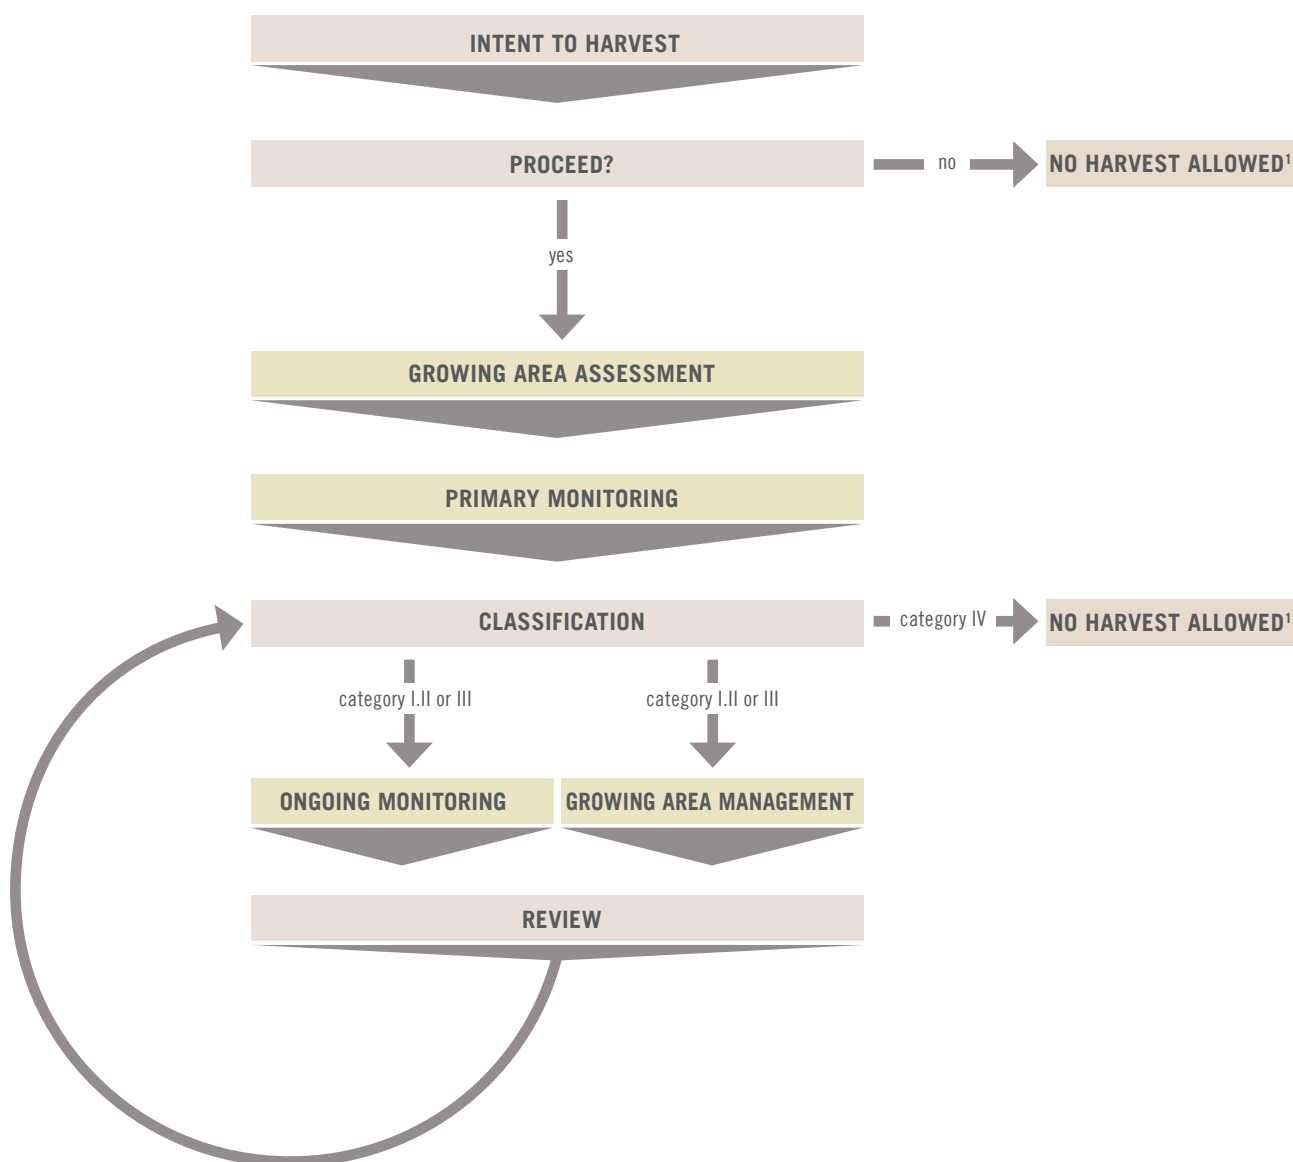 INTENT TO HARVEST
PROCEED?
no
NO HARVEST ALLOWED¹
yes
GROWING AREA ASSESSMENT
PRIMARY MONITORING
CLASSIFICATION
category IV
NO HARVEST ALLOWED¹
category I.II or III
category I.II or III
ONGOING MONITORING
GROWING AREA MANAGEMENT
REVIEW